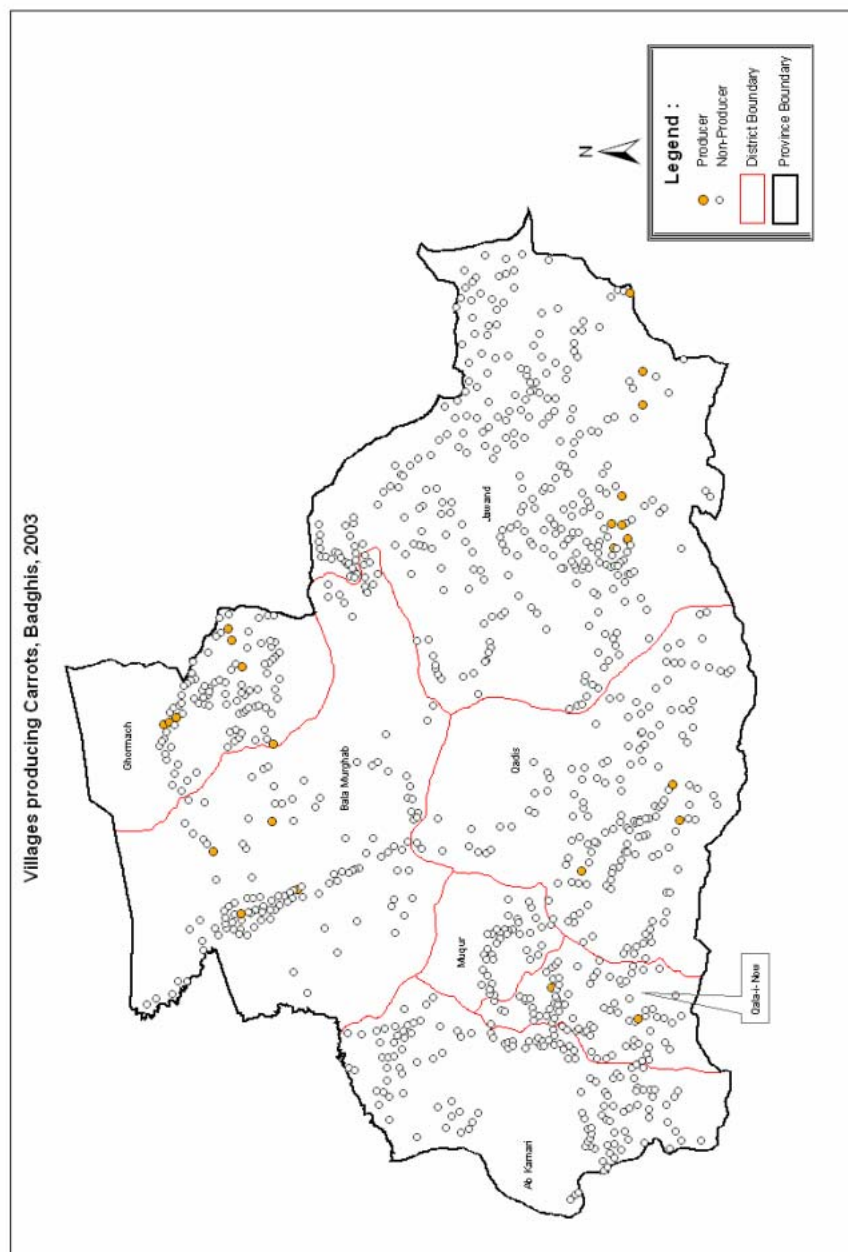 Villages producing Carrots, Badghis, 2003
Ghormach
Bala Murghab
Jawand
Qadis
Muqur
Ab Kamari
Qala-i- Now
N
Legend :
Producer
Non-Producer
District Boundary
Province Boundary